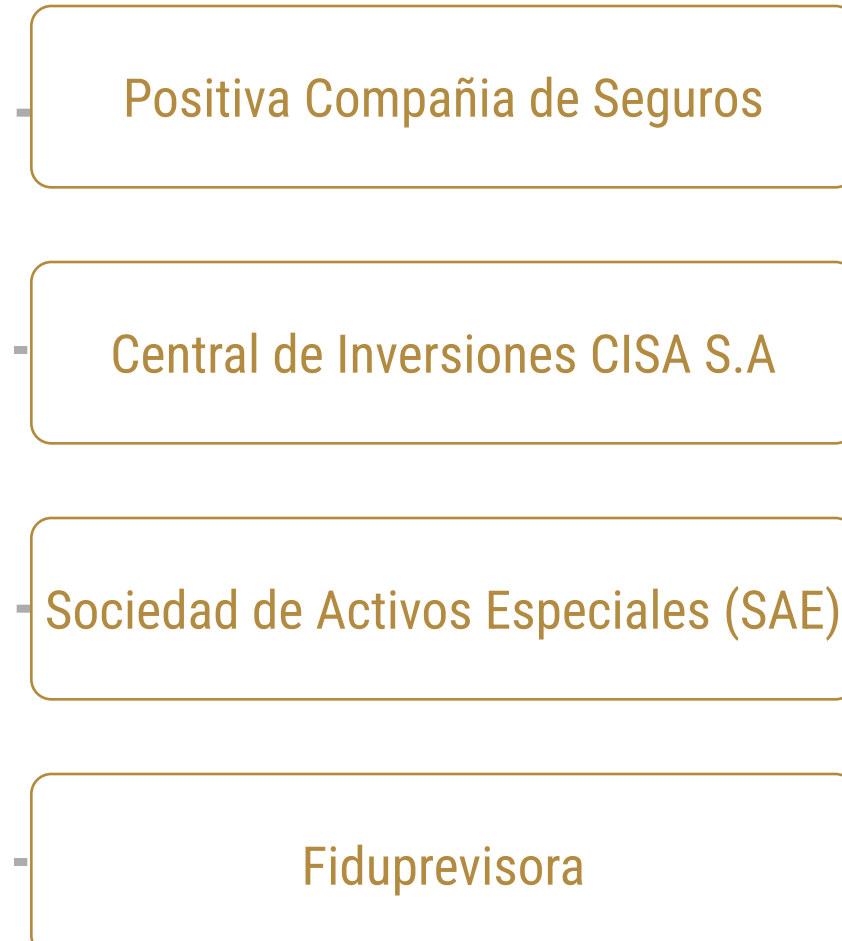 Positiva Compañia de Seguros
Central de Inversiones CISA S.A
Sociedad de Activos Especiales (SAE)
Fiduprevisora